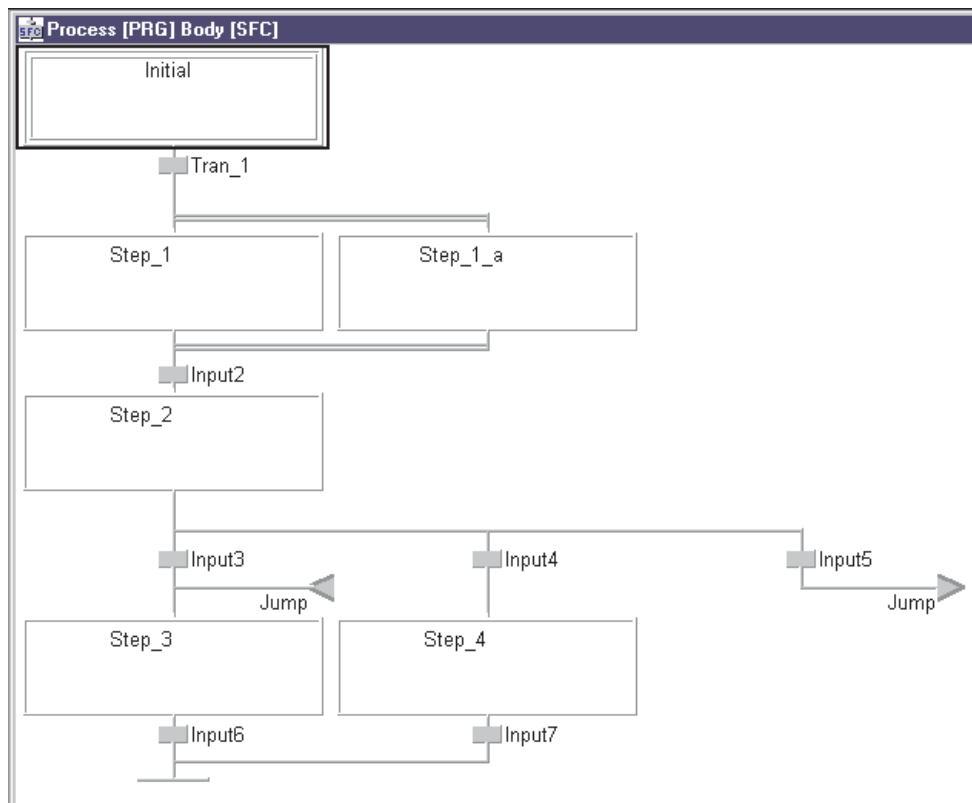 SFC Process [PRG] Body [SFC]
Initial
Tran_1
Step_1 Step_1_a
Input2
Step_2
Input3 Input4 Input5
Jump Jump
Step_3 Step_4
Input6 Input7